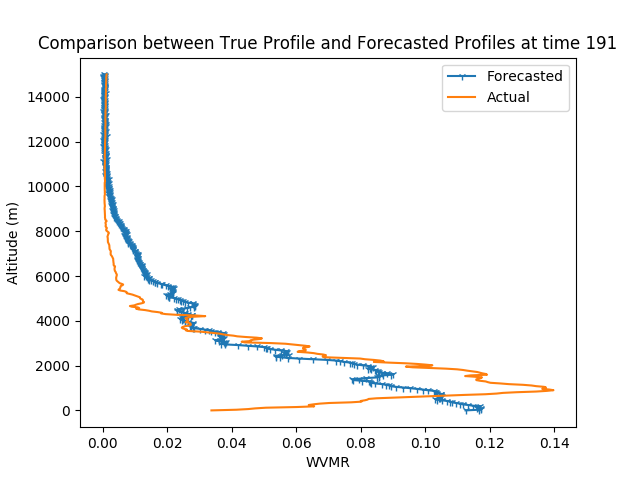 Comparison between True Profile and Forecasted Profiles at time 191
Forecasted
Actual
14000
12000
10000
8000
6000
4000
2000
0
Altitude (m)
0.00 0.02 0.04 0.06 0.08 0.10 0.12 0.14
WVMR